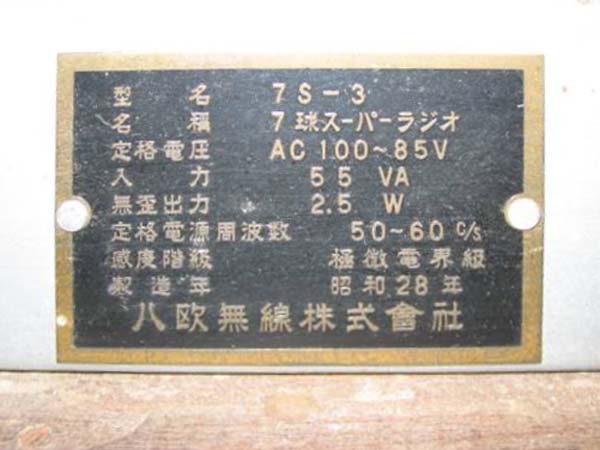 型名 7S-3
名稱 7球スーパーラジオ
定格電圧 AC 100~85V
入力 55 VA
無歪出力 2.5 W
定格電源周波数 50~60 c/s
感度階級 極微電界級
製造年 昭和28年
八欧無線株式會社